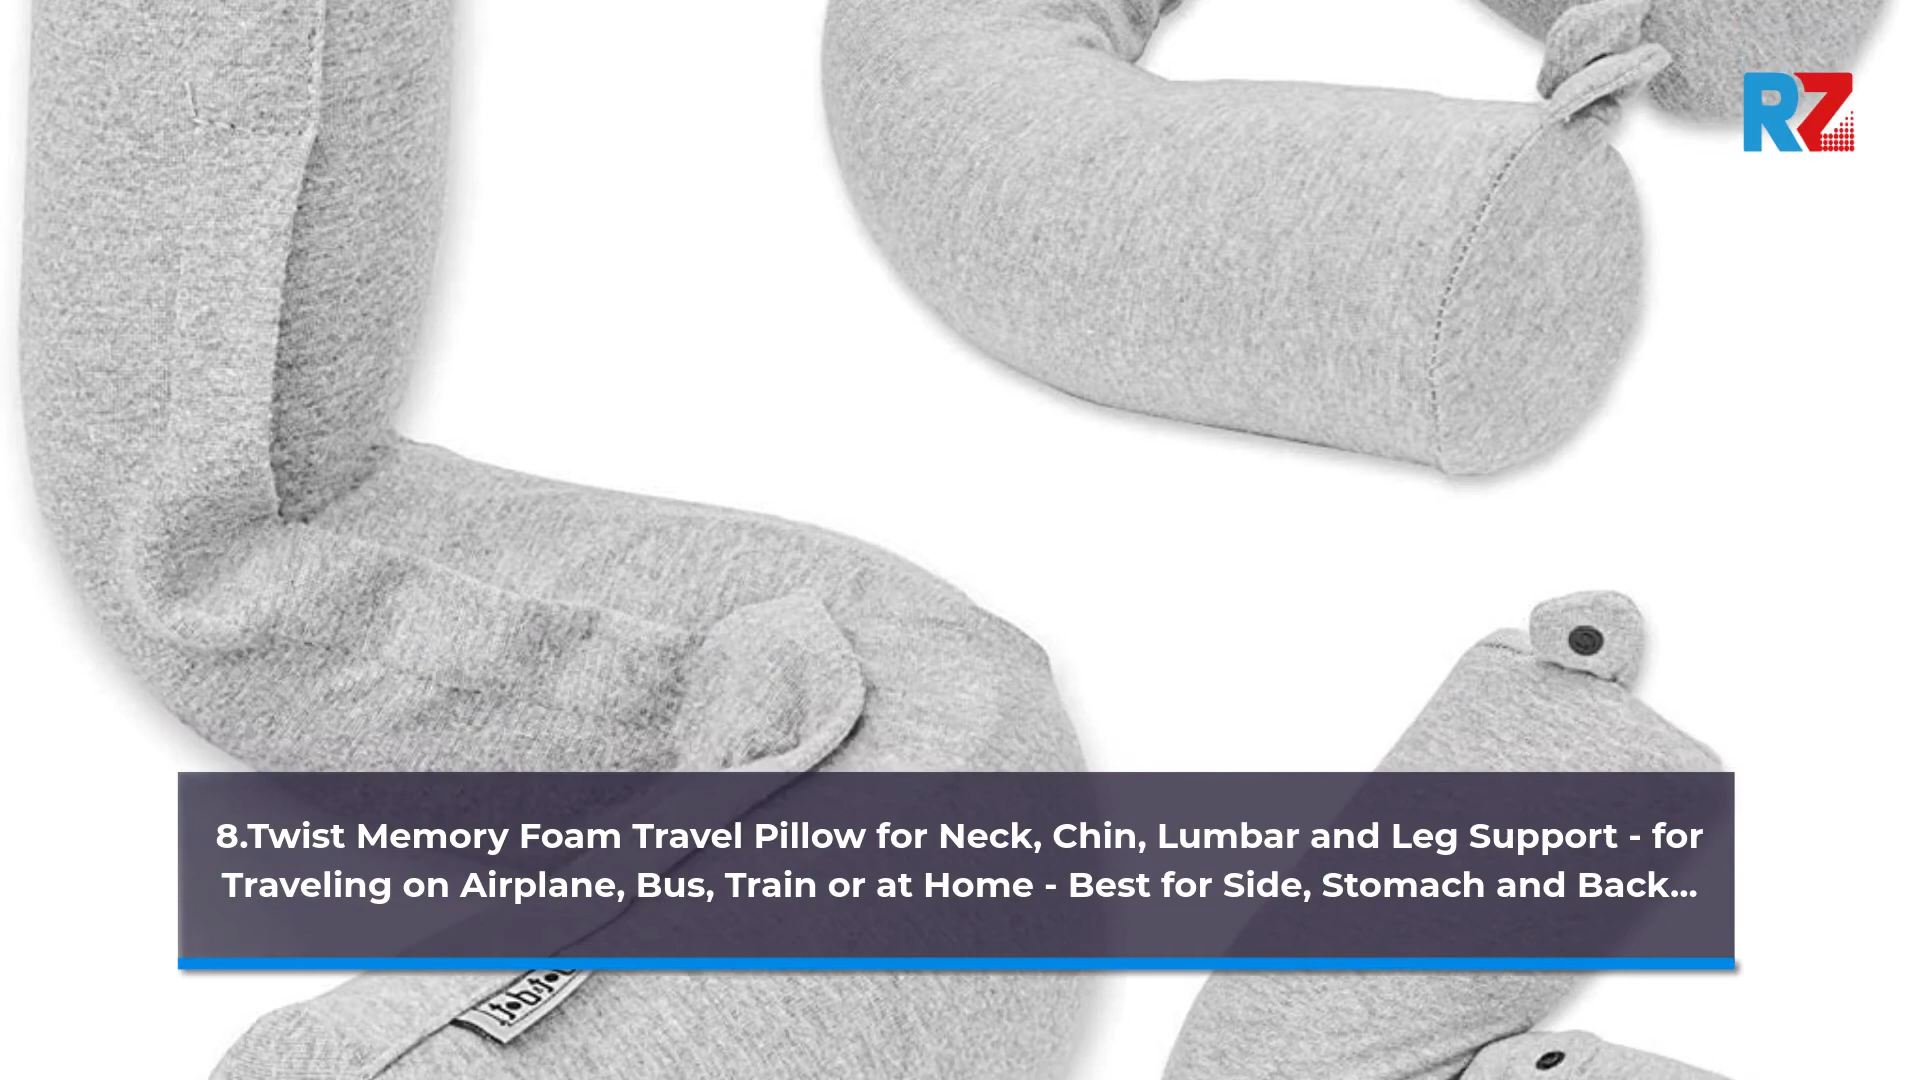 RZ
8.Twist Memory Foam Travel Pillow for Neck, Chin, Lumbar and Leg Support - for
Traveling on Airplane, Bus, Train or at Home - Best for Side, Stomach and Back...